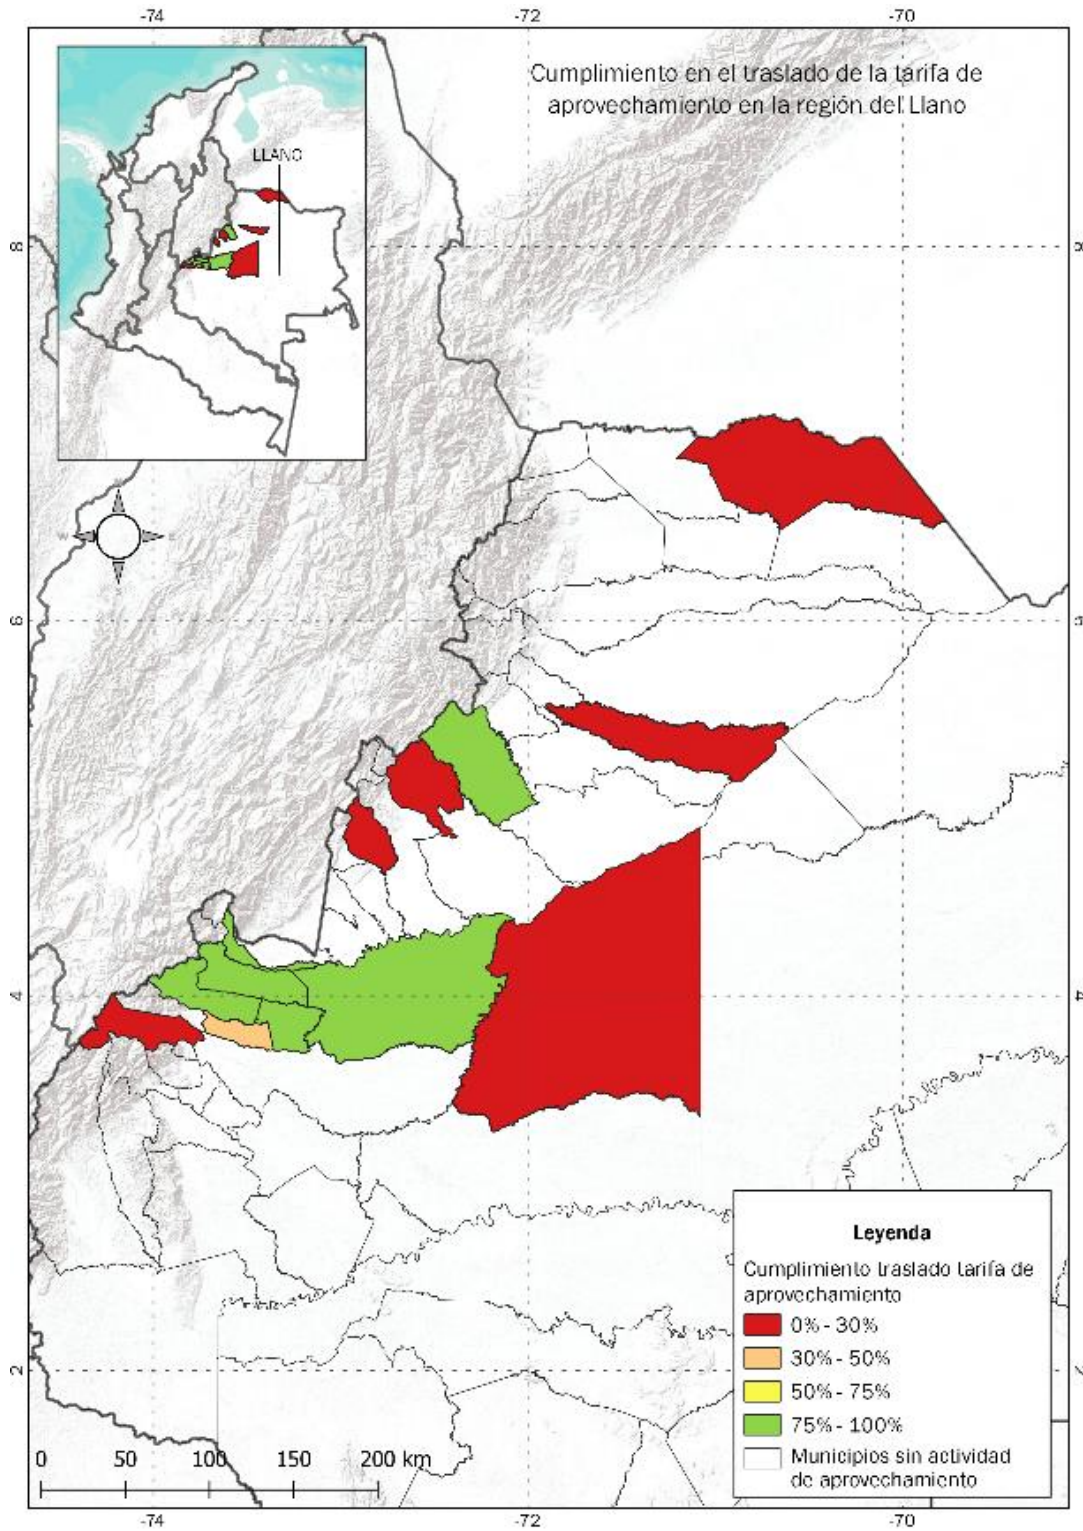 -74
-72
-70
Cumplimiento en el traslado de la tarifa de
aprovechamiento en la región del Llano
LLANO
8
8
W
E
S
6
4
4
2
Leyenda
Cumplimiento traslado tarifa de
aprovechamiento
0% - 30%
30% - 50%
50% - 75%
75% - 100%
Municipios sin actividad
de aprovechamiento
0 50 100 150 200 km
-74
-72
-70